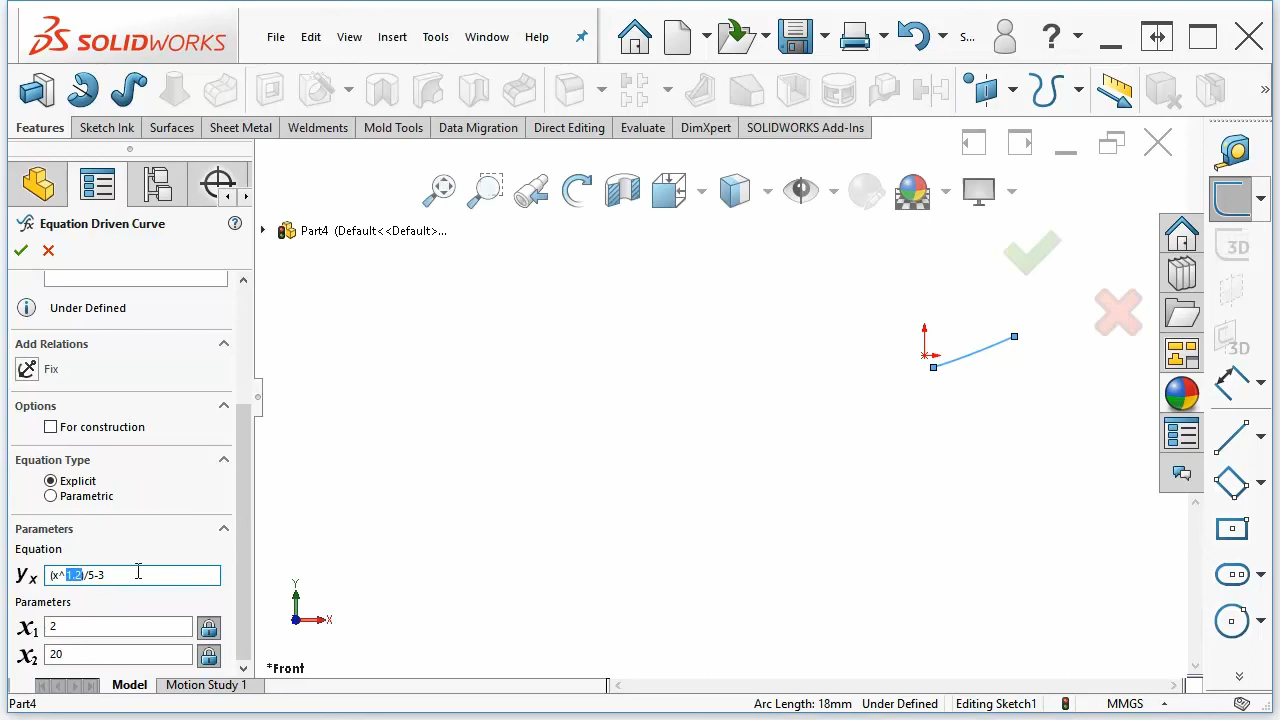 SOLIDWORKS File Edit View Insert Tools Window Help S... ?
Features Sketch Ink Surfaces Sheet Metal Weldments Mold Tools Data Migration Direct Editing Evaluate DimXpert SOLIDWORKS Add-Ins
Equation Driven Curve ?
Part4 (Default<<Default>...
Under Defined
Add Relations
Fix
Options
For construction
Equation Type
Explicit
Parametric
Parameters
Equation
yx (x^1.2)/5-3
Parameters
x1 2
x2 20
3D
3D
Y
X
*Front
Model Motion Study 1
Part4 Arc Length: 18mm Under Defined Editing Sketch1 MMGS